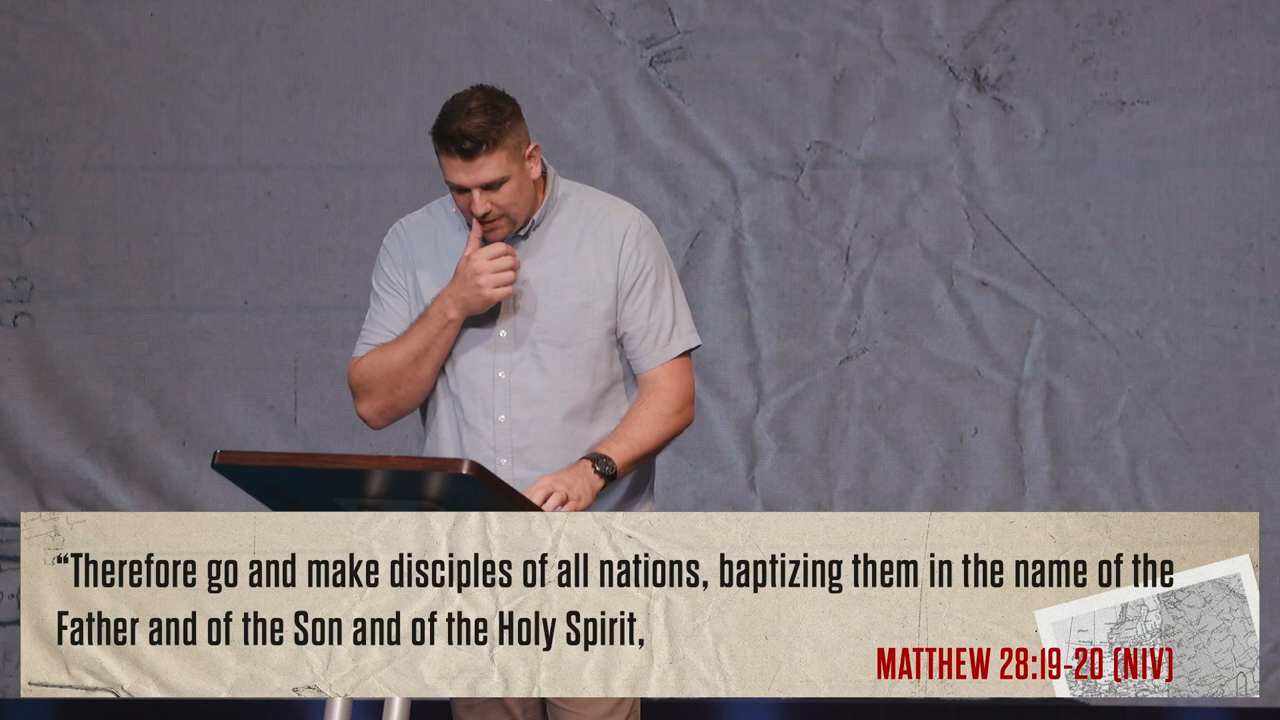 “Therefore go and make disciples of all nations, baptizing them in the name of the
Father and of the Son and of the Holy Spirit,
MATTHEW 28:19-20 (NIV)